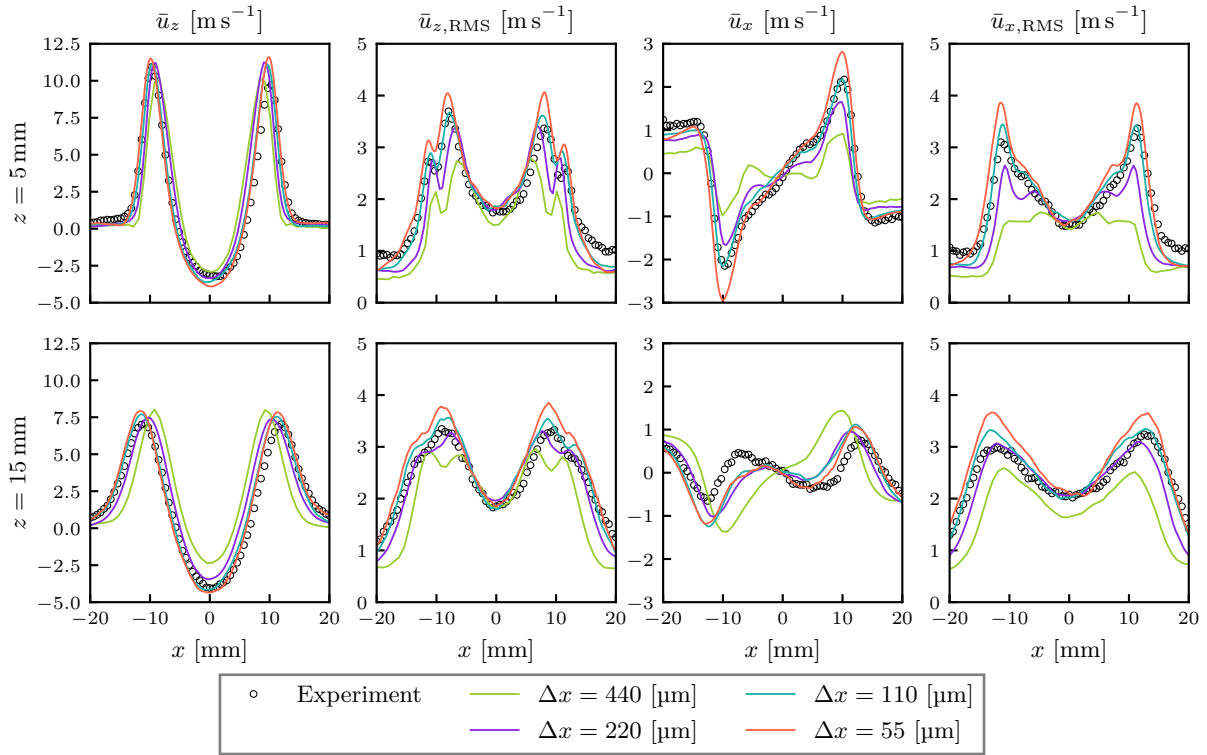 ū_z [m s⁻¹] ū_z,RMS [m s⁻¹] ū_x [m s⁻¹] ū_x,RMS [m s⁻¹]
z = 5 mm
12.5 10.0 7.5 5.0 2.5 0.0 −2.5 −5.0
5 4 3 2 1 0
3 2 1 0 −1 −2 −3
5 4 3 2 1 0
−20 −10 0 10 20
z = 15 mm
12.5 10.0 7.5 5.0 2.5 0.0 −2.5 −5.0
5 4 3 2 1 0
3 2 1 0 −1 −2 −3
5 4 3 2 1 0
−20 −10 0 10 20 −20 −10 0 10 20 −20 −10 0 10 20
x [mm] x [mm] x [mm] x [mm]
Experiment Δx = 440 [µm] Δx = 110 [µm]
Δx = 220 [µm] Δx = 55 [µm]